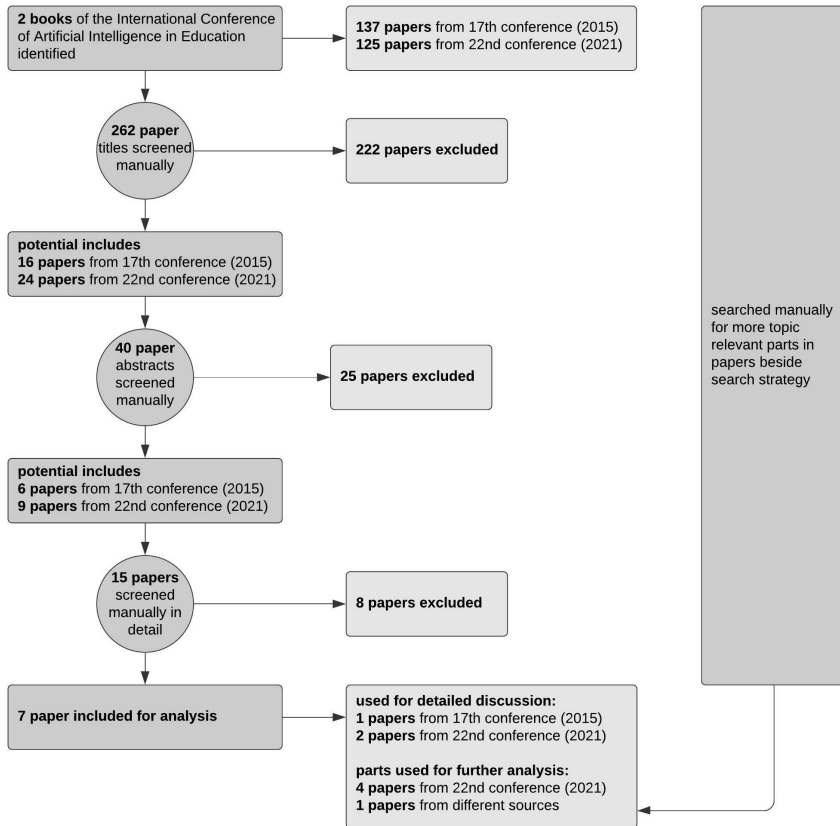 2 books of the International Conference
of Artificial Intelligence in Education
identified
137 papers from 17th conference (2015)
125 papers from 22nd conference (2021)
262 paper
titles screened
manually
222 papers excluded
potential includes
16 papers from 17th conference (2015)
24 papers from 22nd conference (2021)
40 paper
abstracts
screened
manually
25 papers excluded
potential includes
6 papers from 17th conference (2015)
9 papers from 22nd conference (2021)
15 papers
screened
manually in
detail
8 papers excluded
7 paper included for analysis
used for detailed discussion:
1 papers from 17th conference (2015)
2 papers from 22nd conference (2021)
parts used for further analysis:
4 papers from 22nd conference (2021)
1 papers from different sources
searched manually
for more topic
relevant parts in
papers beside
search strategy